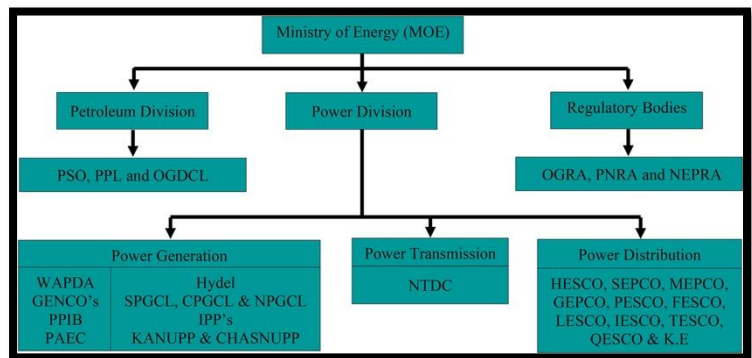 Ministry of Energy (MOE)
Petroleum Division
Power Division
Regulatory Bodies
PSO, PPL and OGDCL
OGRA, PNRA and NEPRA
Power Generation
WAPDA
GENCO's
PPIB
PAEC
Hydel
SPGCL, CPGCL & NPGCL
IPP's
KANUPP & CHASNUPP
Power Transmission
NTDC
Power Distribution
HESCO, SEPCO, MEPCO,
GEPCO, PESCO, FESCO,
LESCO, IESCO, TESCO,
QESCO & K.E